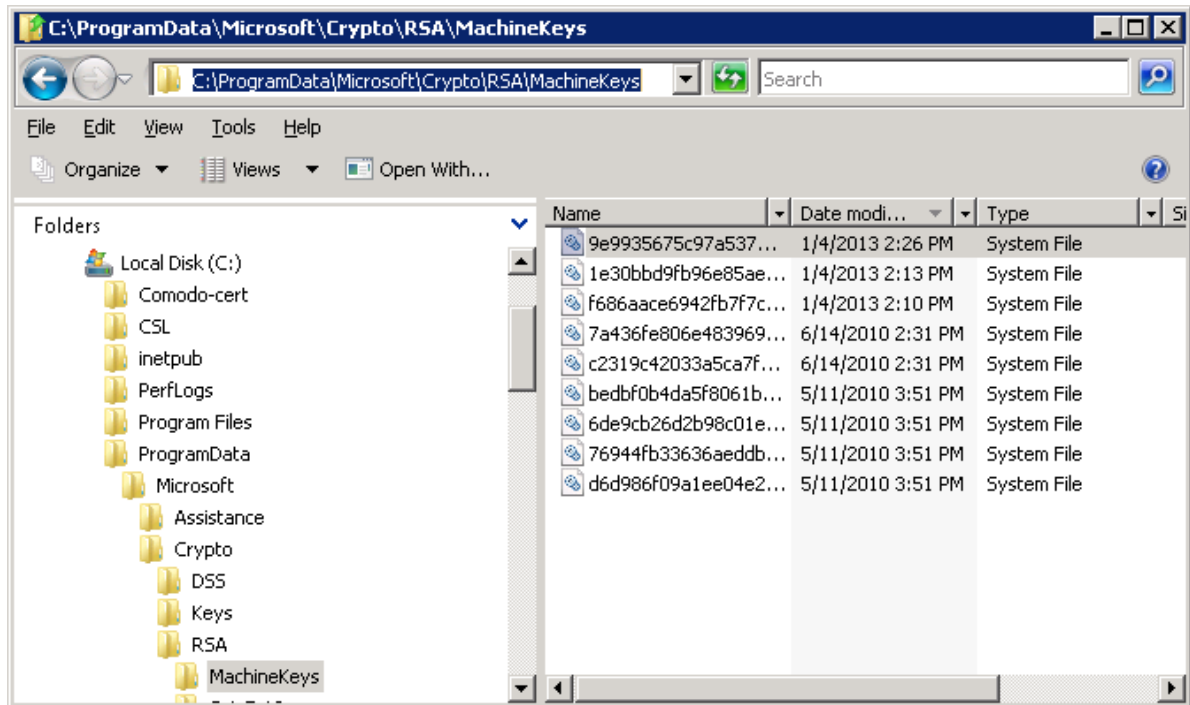 C:\ProgramData\Microsoft\Crypto\RSA\MachineKeys
C:\ProgramData\Microsoft\Crypto\RSA\MachineKeys Search
File Edit View Tools Help
Organize Views Open With...
Folders
Local Disk (C:)
Comodo-cert
CSL
inetpub
PerfLogs
Program Files
ProgramData
Microsoft
Assistance
Crypto
DSS
Keys
RSA
MachineKeys
Name Date modi... Type Si
9e9935675c97a537... 1/4/2013 2:26 PM System File
1e30bbd9fb96e85ae... 1/4/2013 2:13 PM System File
f686aace6942fb7f7c... 1/4/2013 2:10 PM System File
7a436fe806e483969... 6/14/2010 2:31 PM System File
c2319c42033a5ca7f... 6/14/2010 2:31 PM System File
bedbf0b4da5f8061b... 5/11/2010 3:51 PM System File
6de9cb26d2b98c01e... 5/11/2010 3:51 PM System File
76944fb33636aeddb... 5/11/2010 3:51 PM System File
d6d986f09a1ee04e2... 5/11/2010 3:51 PM System File